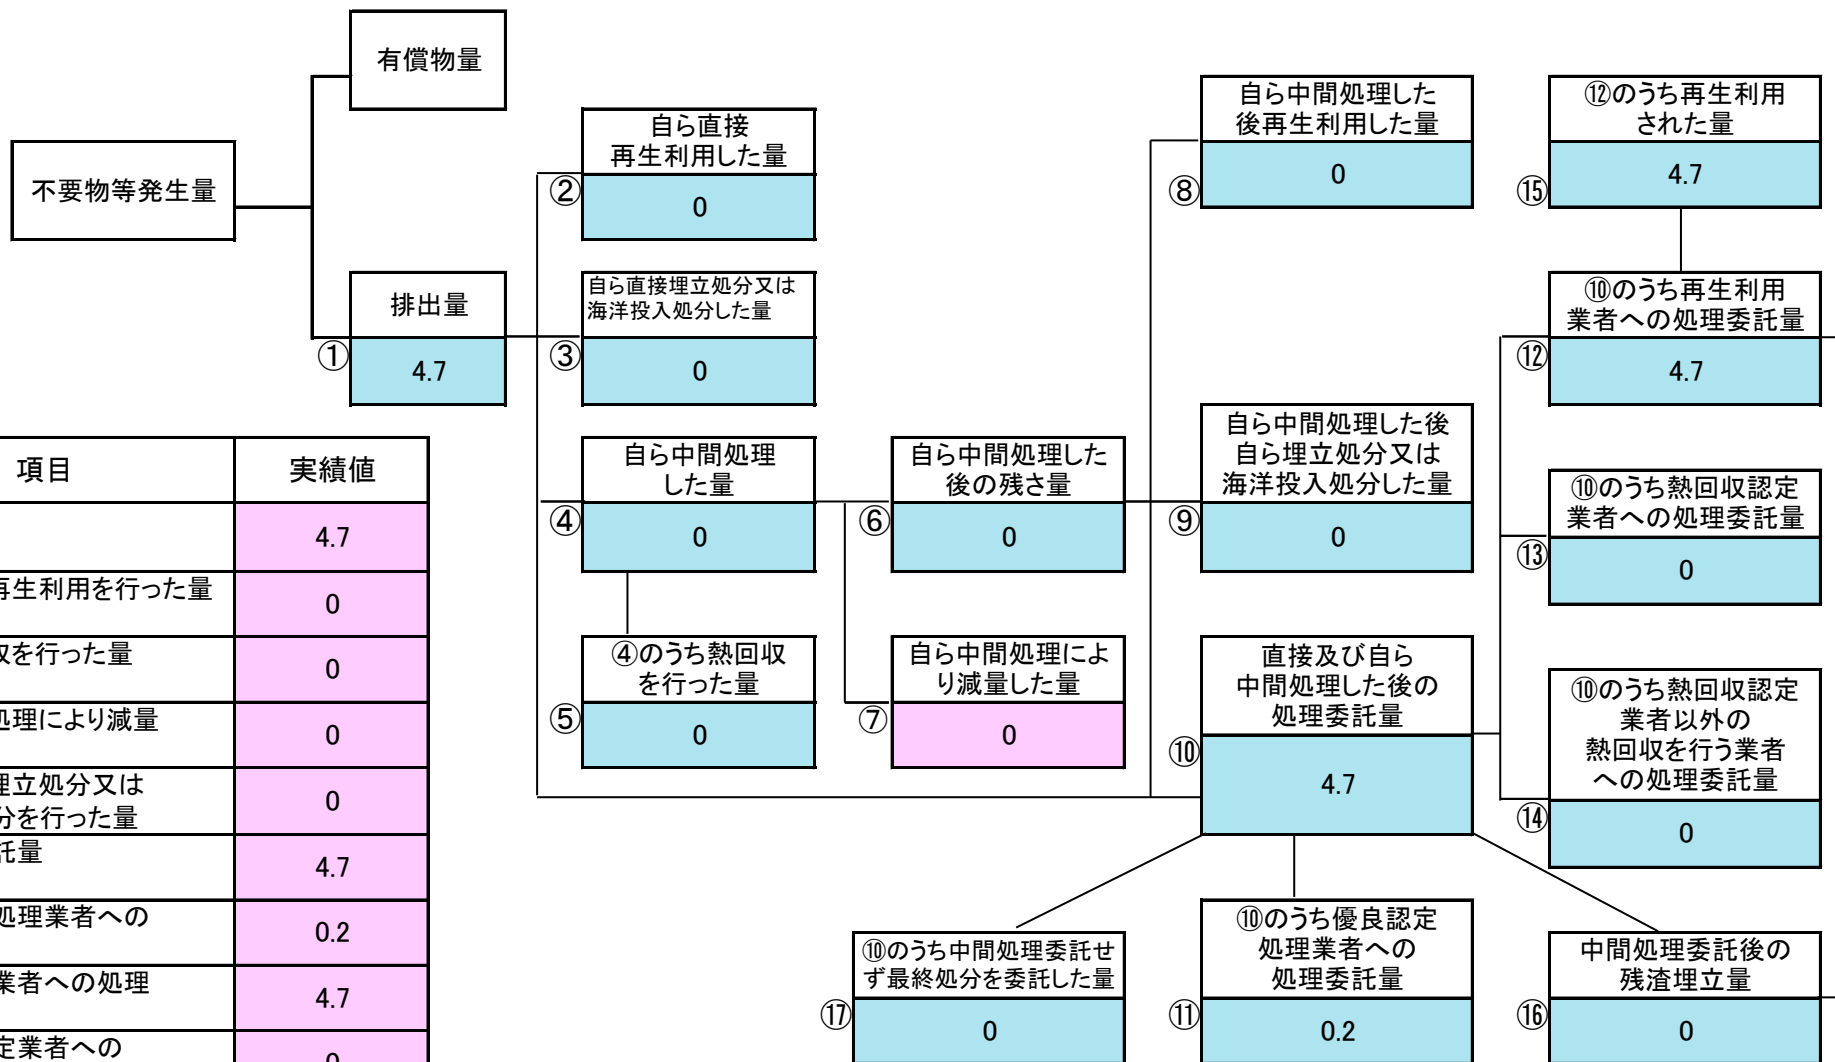 有償物量
不要物等発生量
排出量
①
4.7
自ら直接
再生利用した量
②
0
自ら直接埋立処分又は
海洋投入処分した量
③
0
自ら中間処理
した量
④
0
④のうち熱回収
を行った量
⑤
0
自ら中間処理した
後の残さ量
⑥
0
自ら中間処理によ
り減量した量
⑦
0
自ら中間処理した
後再生利用した量
⑧
0
自ら中間処理した後
自ら埋立処分又は
海洋投入処分した量
⑨
0
直接及び自ら
中間処理した後の
処理委託量
⑩
4.7
⑩のうち優良認定
処理業者への
処理委託量
⑪
0.2
⑫のうち再生利用
された量
⑮
4.7
⑩のうち再生利用
業者への処理委託量
⑫
4.7
⑩のうち熱回収認定
業者への処理委託量
⑬
0
⑩のうち熱回収認定
業者以外の
熱回収を行う業者
への処理委託量
⑭
0
中間処理委託後の
残渣埋立量
⑯
0
⑩のうち中間処理委託せ
ず最終処分を委託した量
⑰
0
項目 実績値
4.7
再生利用を行った量 0
を行った量 0
処理により減量 0
埋立処分又は
を行った量 0
託量 4.7
処理業者への 0.2
業者への処理 4.7
定業者への 0